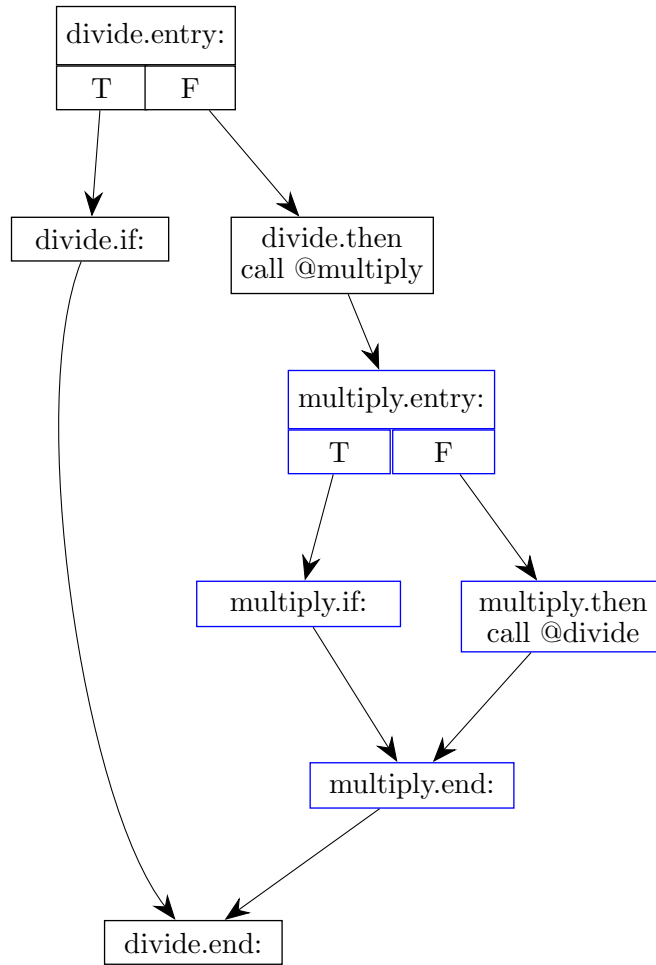 divide.entry:
T
F
divide.if:
divide.then
call @multiply
multiply.entry:
T
F
multiply.if:
multiply.then
call @divide
multiply.end:
divide.end: